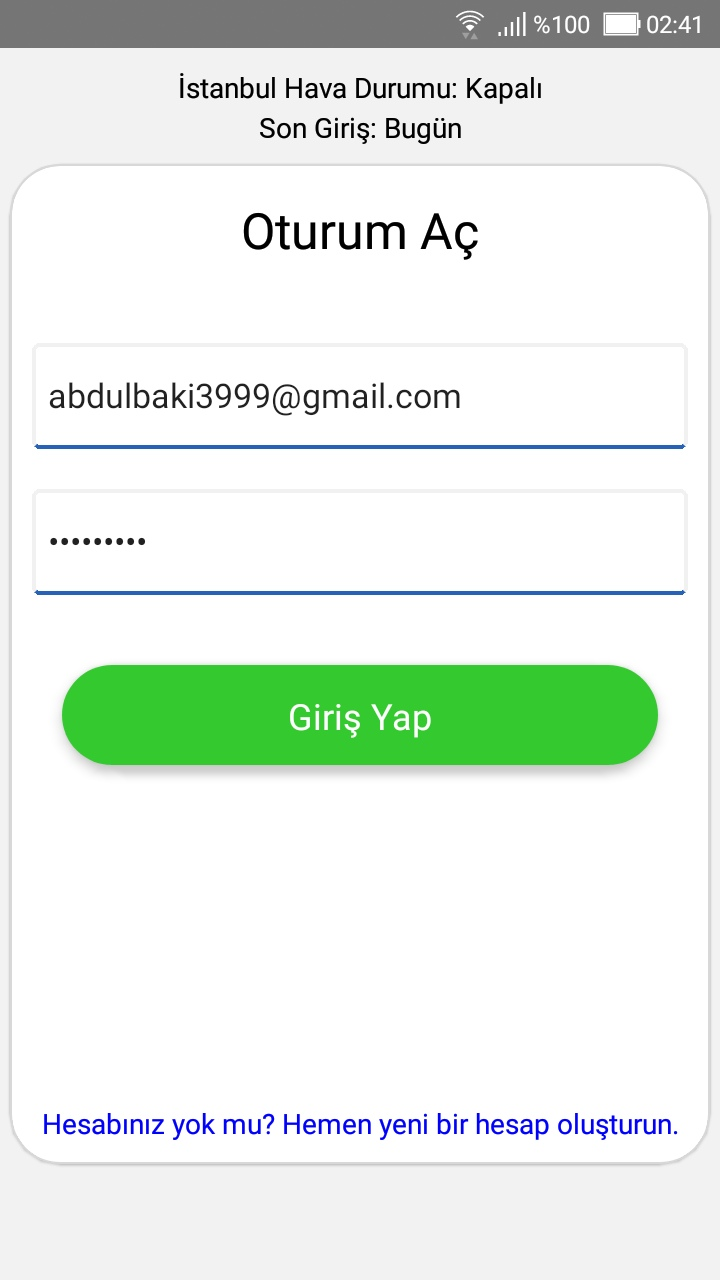 %100 02:41
İstanbul Hava Durumu: Kapalı
Son Giriş: Bugün
Oturum Aç
abdulbaki3999@gmail.com
•••••••••
Giriş Yap
Hesabınız yok mu? Hemen yeni bir hesap oluşturun.